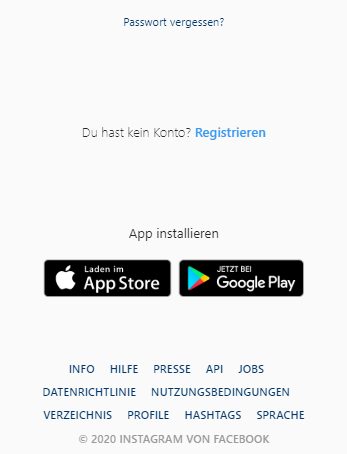 Passwort vergessen?
Du hast kein Konto? Registrieren
App installieren
Laden im
App Store
JETZT BEI
Google Play
INFO HILFE PRESSE API JOBS
DATENRICHTLINIE NUTZUNGSBEDINGUNGEN
VERZEICHNIS PROFILE HASHTAGS SPRACHE
© 2020 INSTAGRAM VON FACEBOOK